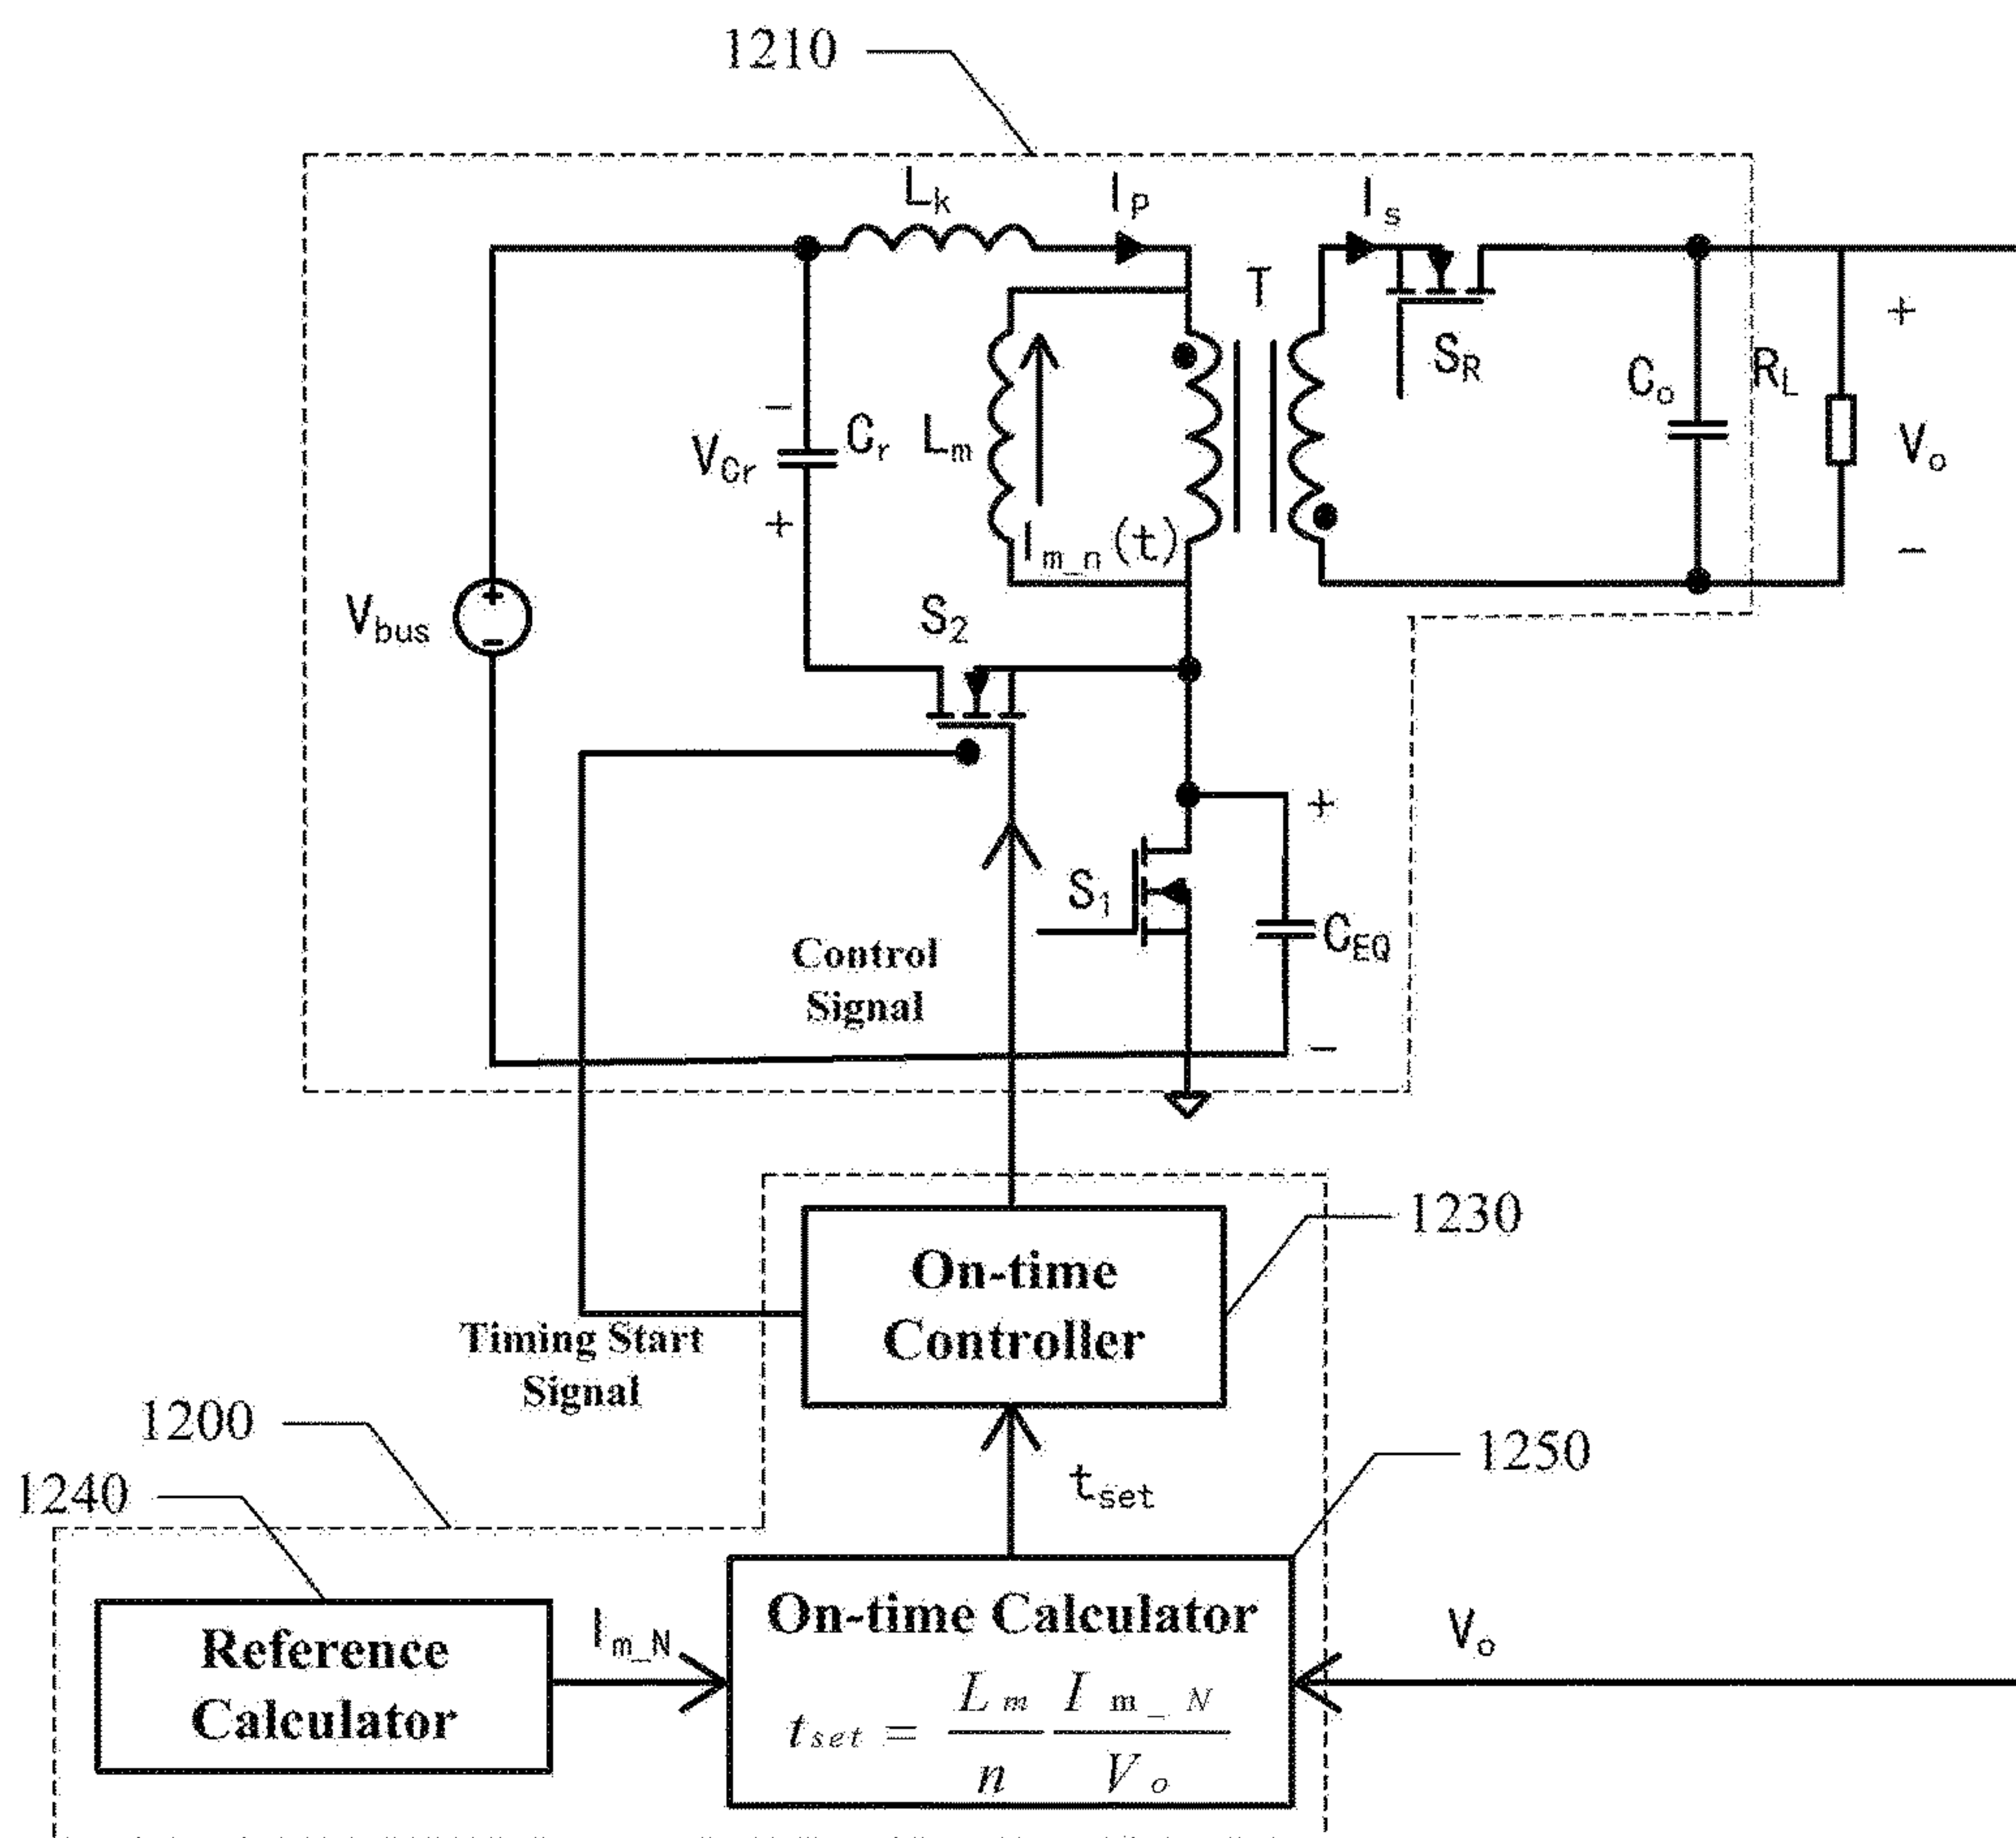 1210
Lk
IP
Is
T
SR
Co
RL
+
Vo
−
−
VCr
Cr
+
Lm
Im_n(t)
Vbus
+
−
S2
S1
+
CEQ
−
Control
Signal
On-time
Controller
1230
Timing Start
Signal
1200
1240
1250
tset
Reference
Calculator
Im_N
On-time Calculator
tset = Lm/n Im_N/Vo
Vo